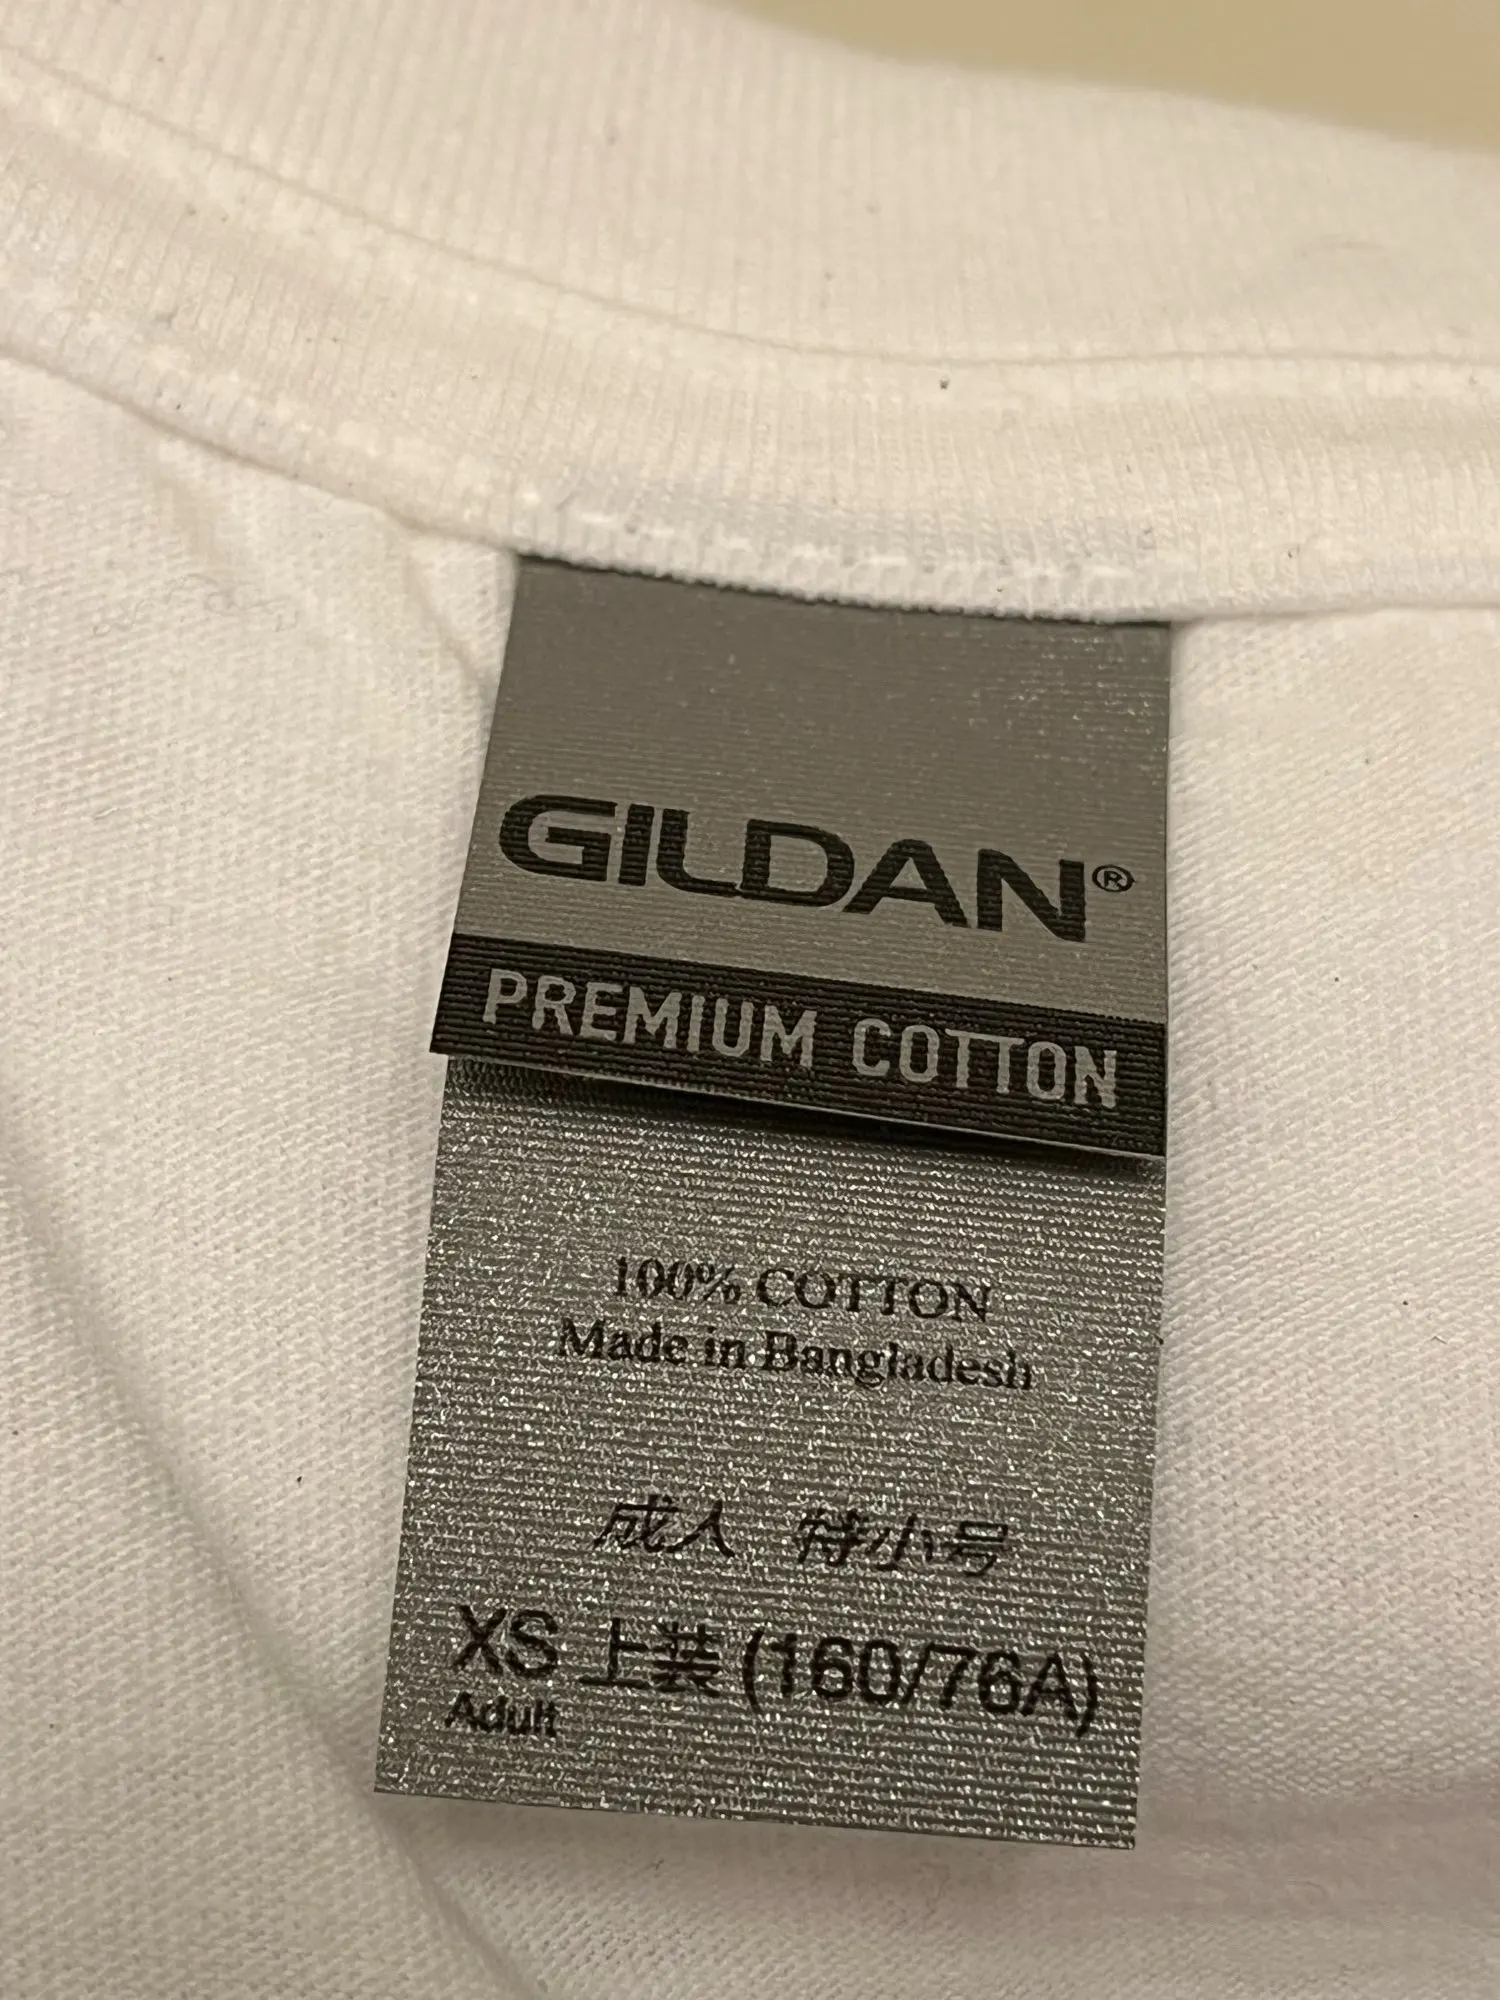 GILDAN®
PREMIUM COTTON
100% COTTON
Made in Bangladesh
成人 特小号
XS 上装 (160/76A)
Adult